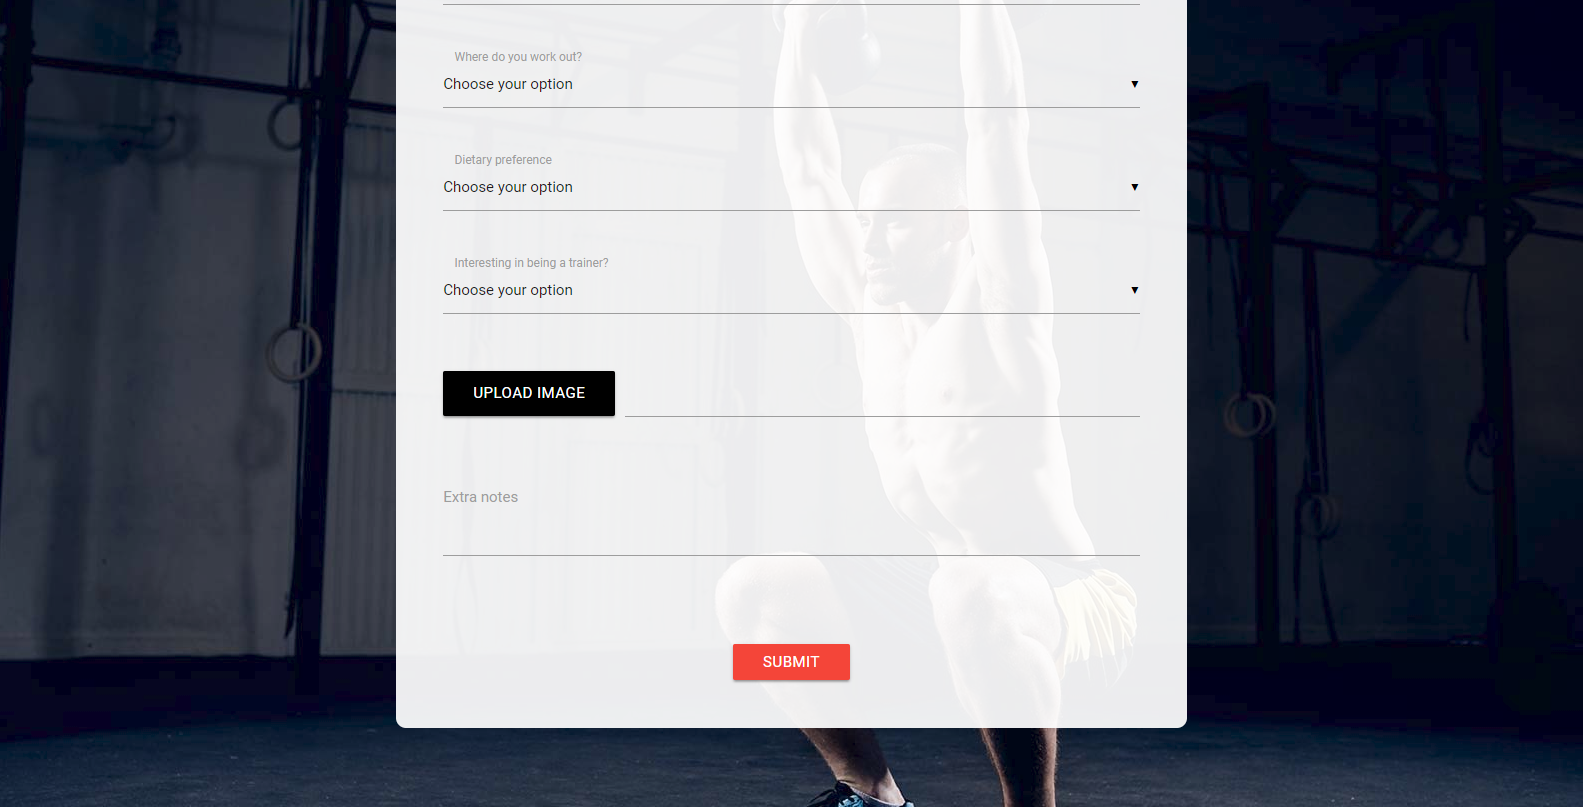 Where do you work out?
Choose your option
Dietary preference
Choose your option
Interesting in being a trainer?
Choose your option
UPLOAD IMAGE
Extra notes
SUBMIT